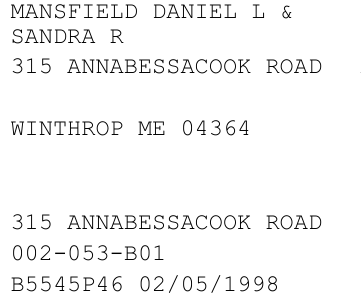 MANSFIELD DANIEL L &
SANDRA R
315 ANNABESSACOOK ROAD
WINTHROP ME 04364
315 ANNABESSACOOK ROAD
002-053-B01
B5545P46 02/05/1998